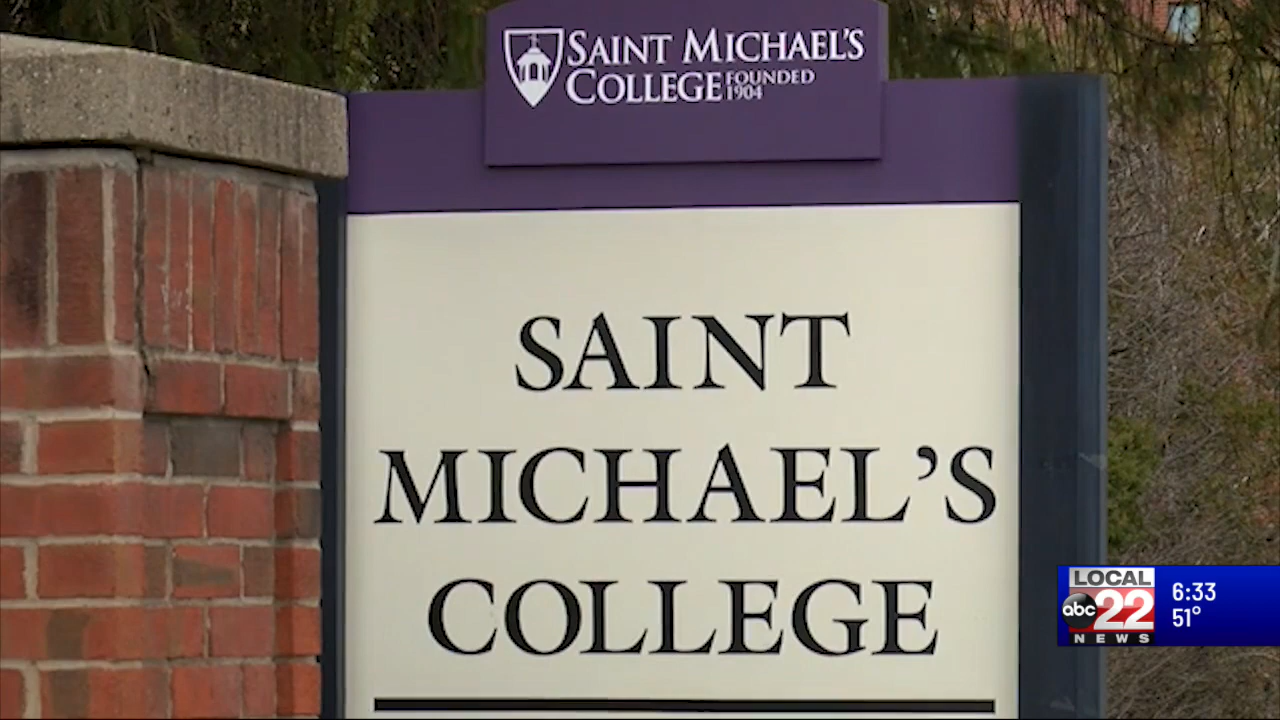 SAINT MICHAEL'S
COLLEGE FOUNDED 1904
SAINT
MICHAEL'S
COLLEGE
LOCAL
abc 22
NEWS
6:33
51°